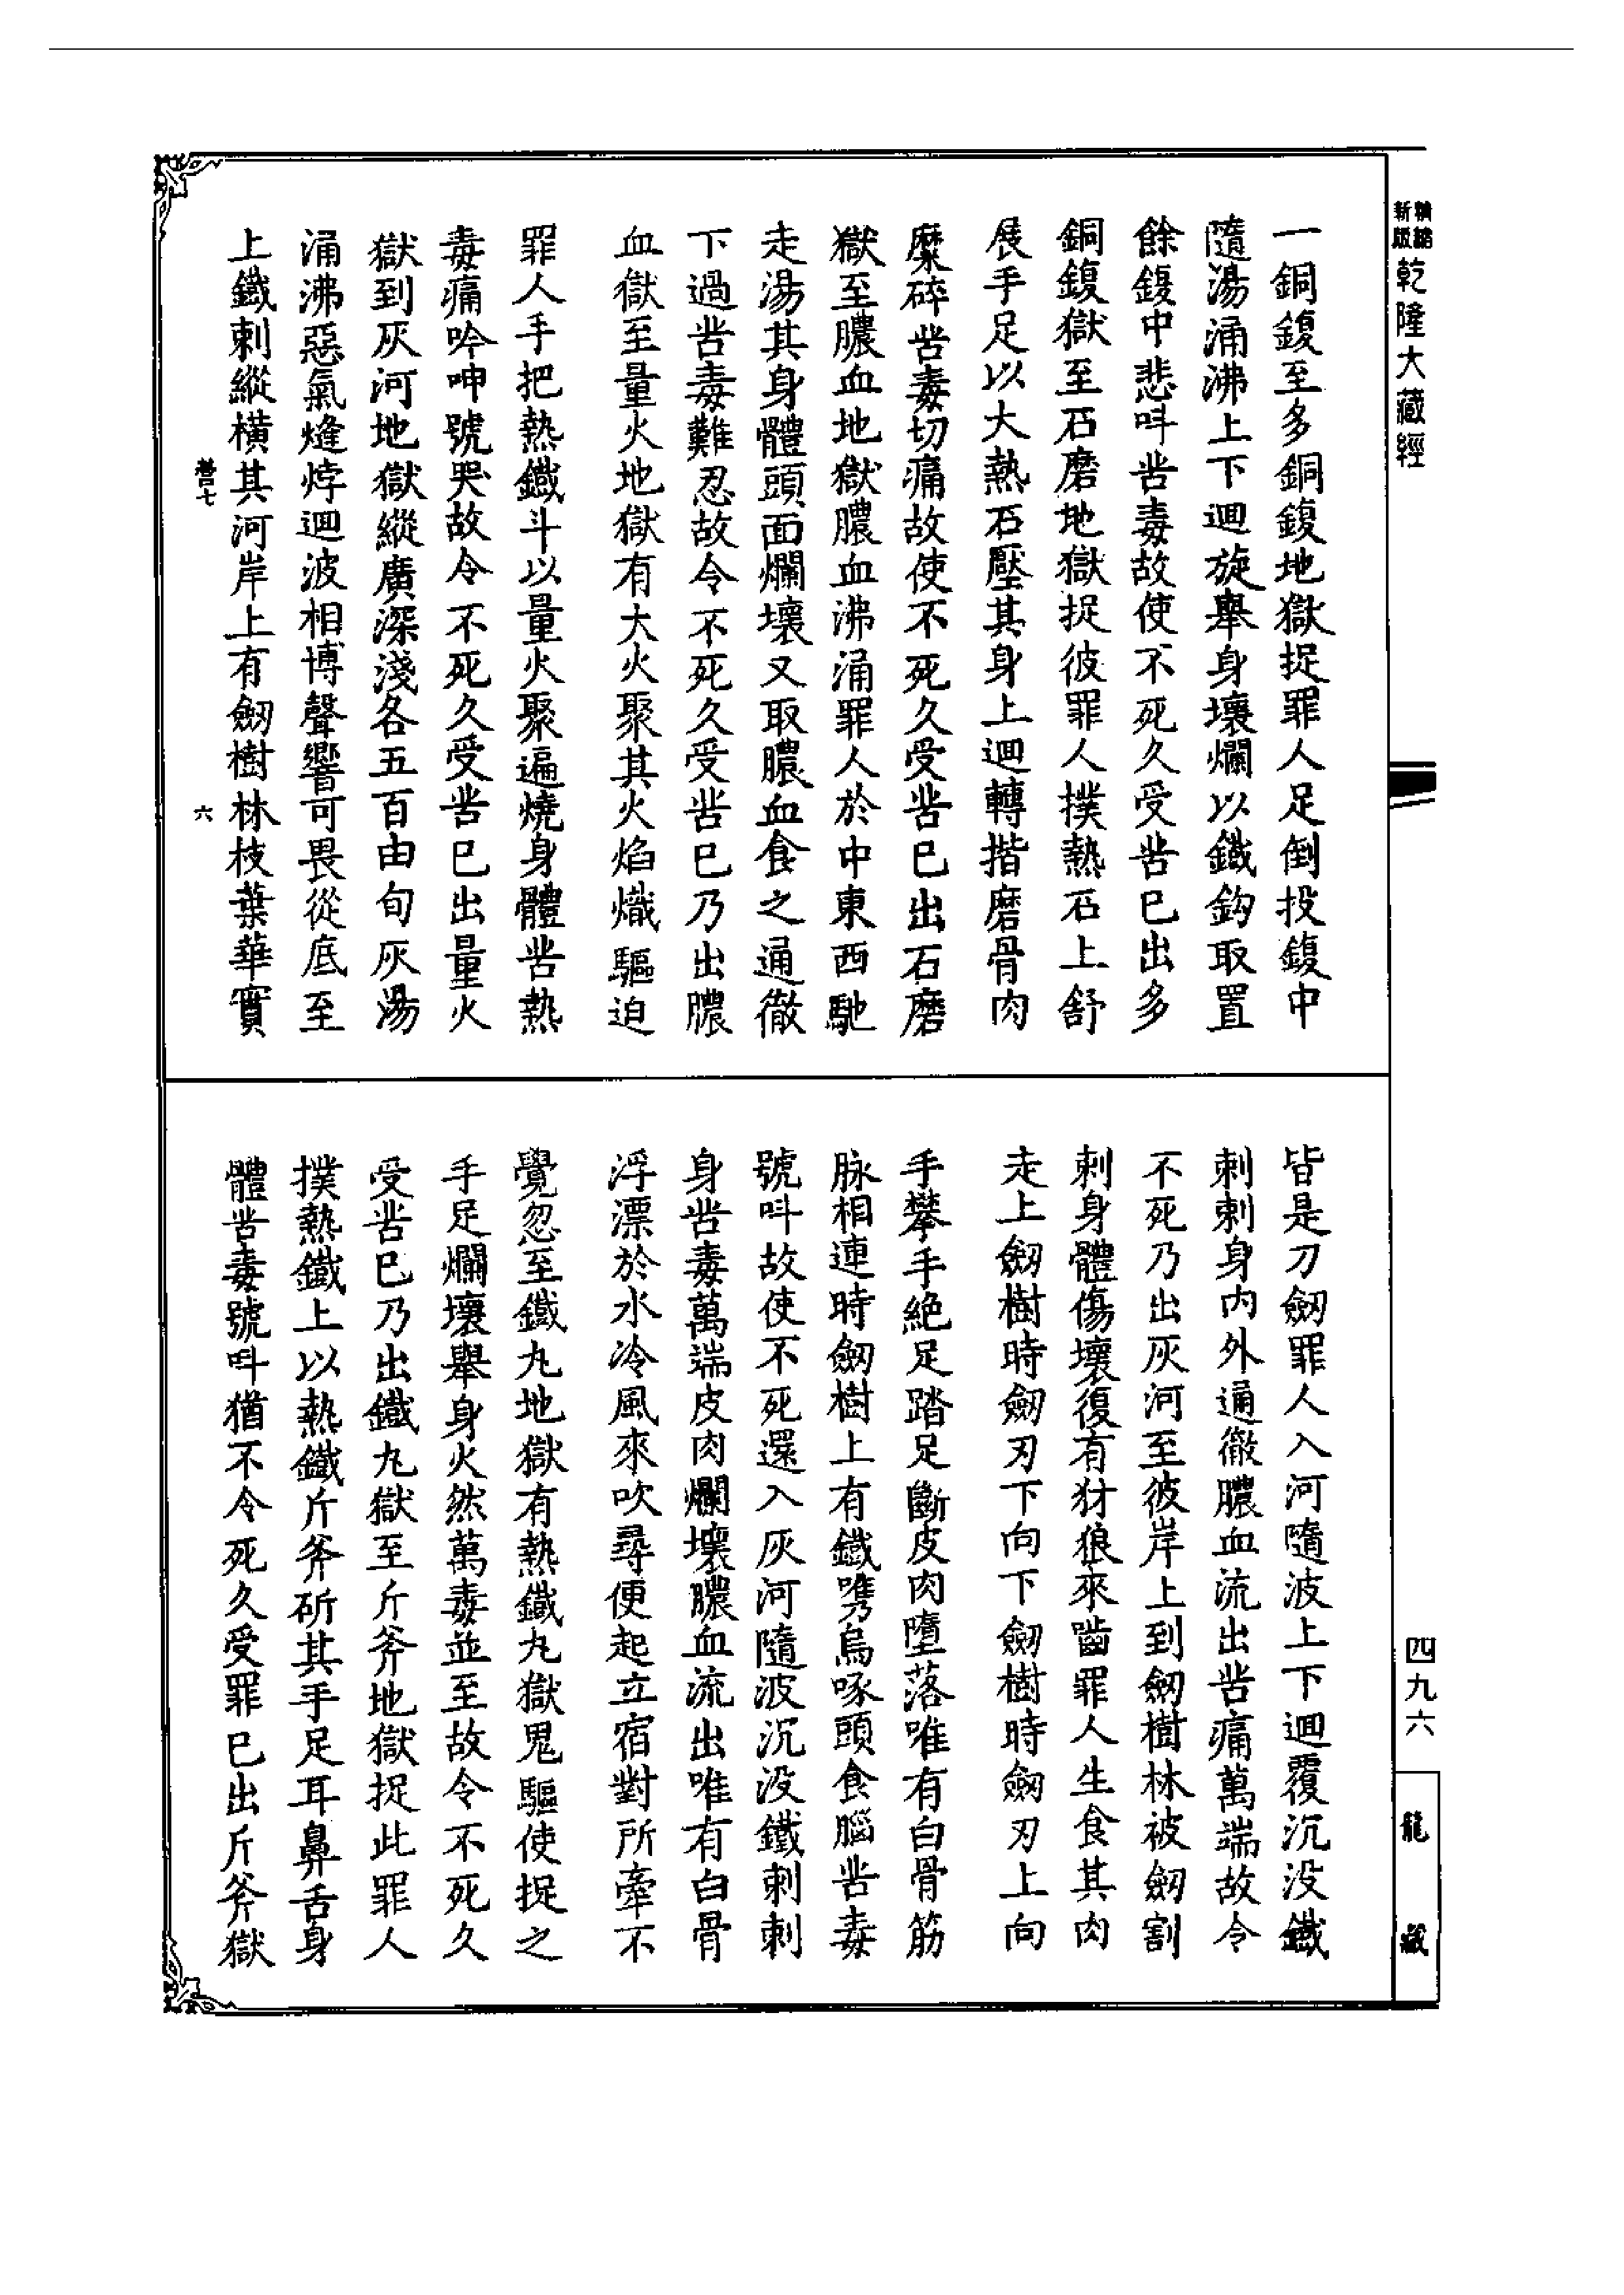 精縮
新版
乾隆大藏經
一銅鍑至多銅鍑地獄捉罪人足倒投鍑中
隨湯涌沸上下迴旋舉身壞爛以鐵鈎取置
餘鍑中悲叫苦毒故使不死久受苦已出多
銅鍑獄至石磨地獄捉彼罪人撲熱石上舒
展手足以大熱石壓其身上迴轉揩磨骨肉
糜碎苦毒切痛故使不死久受苦已出石磨
獄至膿血地獄膿血沸涌罪人於中東西馳
走湯其身體頭面爛壞又取膿血食之通徹
下過苦毒難忍故令不死久受苦已乃出膿
血獄至量火地獄有大火聚其火焰熾驅迫
罪人手把熱鐵斗以量火聚遍燒身體苦熱
毒痛吟呻號哭故令不死久受苦已出量火
獄到灰河地獄縱廣深淺各五百由旬灰湯
涌沸惡氣熢㶿迴波相博聲響可畏從底至
上鐵刺縱橫其河岸上有劒樹林枝葉華實
營七
六
皆是刀劒罪人入河隨波上下迴覆沉没鐵
刺刺身内外通徹膿血流出苦痛萬端故令
不死乃出灰河至彼岸上到劒樹林被劒割
刺身體傷壞復有犲狼來齧罪人生食其肉
走上劒樹時劒刃下向下劒樹時劒刃上向
手攀手絶足踏足斷皮肉墮落唯有白骨筋
脉相連時劒樹上有鐵㭰烏啄頭食腦苦毒
號叫故使不死還入灰河隨波沉没鐵刺刺
身苦毒萬端皮肉爛壞膿血流出唯有白骨
浮漂於水冷風來吹尋便起立宿對所牽不
覺忽至鐵丸地獄有熱鐵丸獄鬼驅使捉之
手足爛壞舉身火然萬毒並至故令不死久
受苦已乃出鐵丸獄至斤斧地獄捉此罪人
撲熱鐵上以熱鐵斤斧斫其手足耳鼻舌身
體苦毒號叫猶不令死久受罪已出斤斧獄
四九六
龍藏